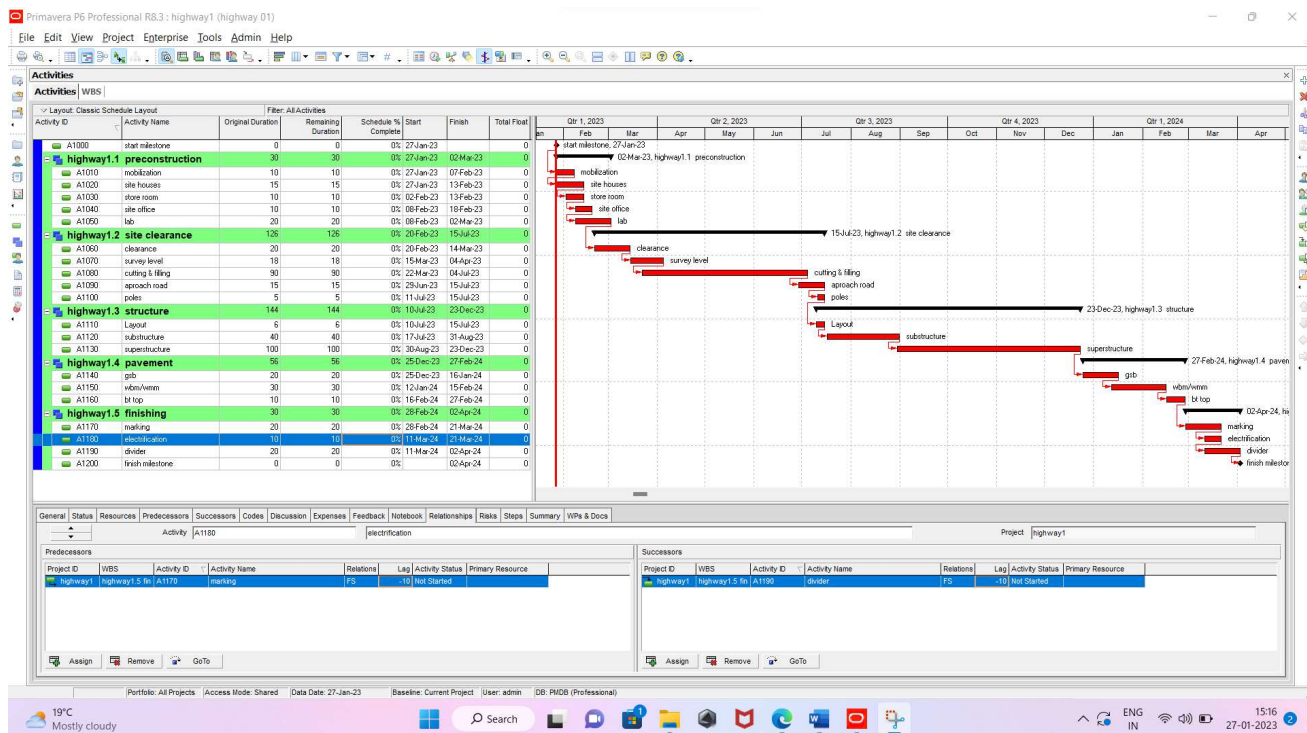 Primavera P6 Professional R8.3 : highway1 (highway 01)
File Edit View Project Enterprise Tools Admin Help
Activities
Activities WBS
Layout: Classic Schedule Layout Filter: All Activities
Activity ID Activity Name Original Duration Remaining Duration Schedule % Complete Start Finish Total Float
Qtr 1, 2023 Qtr 2, 2023 Qtr 3, 2023 Qtr 4, 2023 Qtr 1, 2024
an Feb Mar Apr May Jun Jul Aug Sep Oct Nov Dec Jan Feb Mar Apr
A1000 start milestone 0 0 0% 27-Jan-23 0 start milestone, 27-Jan-23
highway1.1 preconstruction 30 30 0% 27-Jan-23 02-Mar-23 0 02-Mar-23, highway1.1 preconstruction
A1010 mobilization 10 10 0% 27-Jan-23 07-Feb-23 0 mobilization
A1020 site houses 15 15 0% 27-Jan-23 13-Feb-23 0 site houses
A1030 store room 10 10 0% 02-Feb-23 13-Feb-23 0 store room
A1040 site office 10 10 0% 08-Feb-23 18-Feb-23 0 site office
A1050 lab 20 20 0% 08-Feb-23 02-Mar-23 0 lab
highway1.2 site clearance 126 126 0% 20-Feb-23 15-Jul-23 0 15-Jul-23, highway1.2 site clearance
A1060 clearance 20 20 0% 20-Feb-23 14-Mar-23 0 clearance
A1070 survey level 18 18 0% 15-Mar-23 04-Apr-23 0 survey level
A1080 cutting & filling 90 90 0% 22-Mar-23 04-Jul-23 0 cutting & filling
A1090 aproach road 15 15 0% 29-Jun-23 15-Jul-23 0 aproach road
A1100 poles 5 5 0% 11-Jul-23 15-Jul-23 0 poles
highway1.3 structure 144 144 0% 10-Jul-23 23-Dec-23 0 23-Dec-23, highway1.3 structure
A1110 Layout 6 6 0% 10-Jul-23 15-Jul-23 0 Layout
A1120 substructure 40 40 0% 17-Jul-23 31-Aug-23 0 substructure
A1130 superstructure 100 100 0% 30-Aug-23 23-Dec-23 0 superstructure
highway1.4 pavement 56 56 0% 25-Dec-23 27-Feb-24 0 27-Feb-24, highway1.4 paven
A1140 gsb 20 20 0% 25-Dec-23 16-Jan-24 0 gsb
A1150 wbm/wmm 30 30 0% 12-Jan-24 15-Feb-24 0 wbm/wmm
A1160 bt top 10 10 0% 16-Feb-24 27-Feb-24 0 bt top
highway1.5 finishing 30 30 0% 28-Feb-24 02-Apr-24 0 02-Apr-24, hi
A1170 marking 20 20 0% 28-Feb-24 21-Mar-24 0 marking
A1180 electrification 10 10 0% 11-Mar-24 21-Mar-24 0 electrification
A1190 divider 20 20 0% 11-Mar-24 02-Apr-24 0 divider
A1200 finish milestone 0 0 0% 02-Apr-24 0 finish mileston
General Status Resources Predecessors Successors Codes Discussion Expenses Feedback Notebook Relationships Risks Steps Summary WPs & Docs
Activity A1180 electrification Project highway1
Predecessors Successors
Project ID WBS Activity ID Activity Name Relations Lag Activity Status Primary Resource Project ID WBS Activity ID Activity Name Relations Lag Activity Status Primary Resource
highway1 highway1.5 fin A1170 marking FS -10 Not Started highway1 highway1.5 fin A1190 divider FS -10 Not Started
Assign Remove GoTo Assign Remove GoTo
Portfolio: All Projects Access Mode: Shared Data Date: 27-Jan-23 Baseline: Current Project User: admin DB: PMDB (Professional)
19°C
Mostly cloudy
Search
ENG
IN
15:16
27-01-2023
2